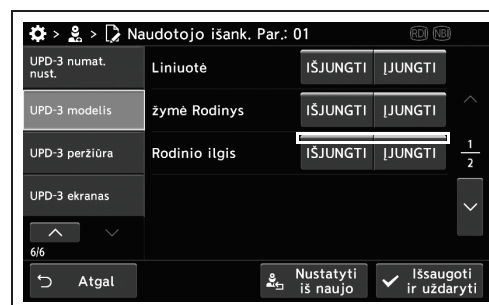 > > Naudotojo išank. Par.: 01 RDI NBI
UPD-3 numat.
nust.
Liniuotė IŠJUNGTI ĮJUNGTI
UPD-3 modelis
žymė Rodinys IŠJUNGTI ĮJUNGTI
UPD-3 peržiūra
Rodinio ilgis IŠJUNGTI ĮJUNGTI
1
2
UPD-3 ekranas
6/6
Atgal
Nustatyti
iš naujo
Išsaugoti
ir uždaryti